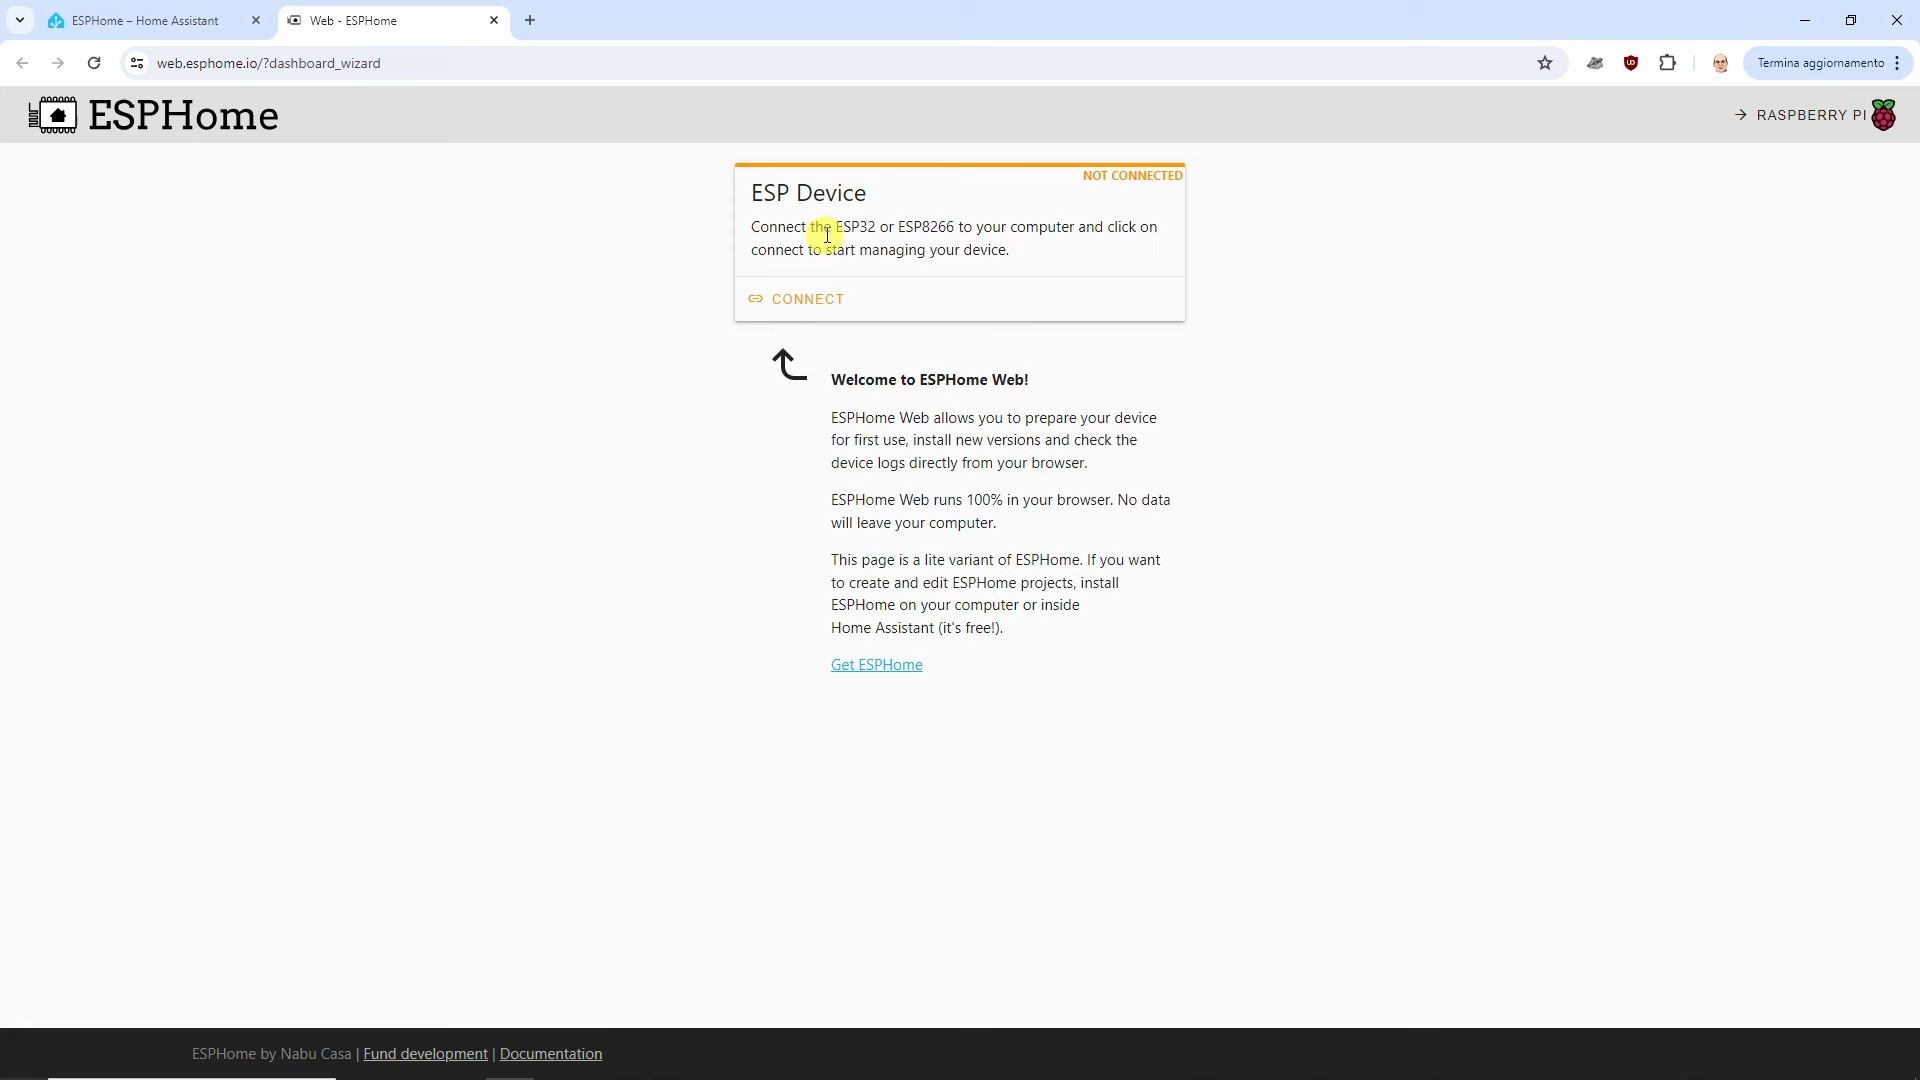 ESPHome – Home Assistant
Web - ESPHome
web.esphome.io/?dashboard_wizard
Termina aggiornamento
ESPHome
RASPBERRY PI
NOT CONNECTED
ESP Device
Connect the ESP32 or ESP8266 to your computer and click on
connect to start managing your device.
CONNECT
Welcome to ESPHome Web!
ESPHome Web allows you to prepare your device
for first use, install new versions and check the
device logs directly from your browser.
ESPHome Web runs 100% in your browser. No data
will leave your computer.
This page is a lite variant of ESPHome. If you want
to create and edit ESPHome projects, install
ESPHome on your computer or inside
Home Assistant (it's free!).
Get ESPHome
ESPHome by Nabu Casa | Fund development | Documentation